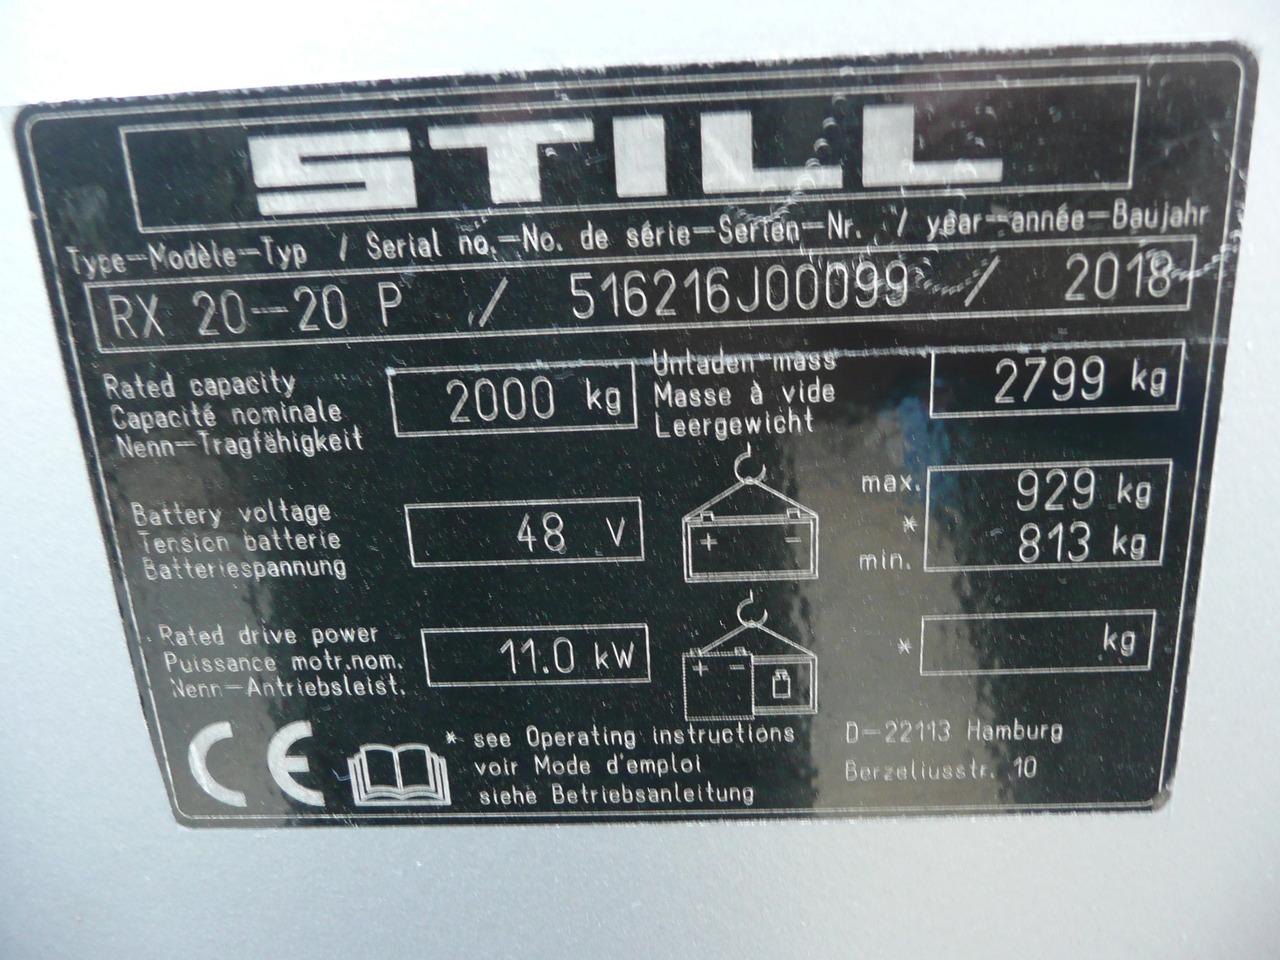 STILL
Type-Modèle-Typ / Serial no.-No. de série-Serien-Nr. / year-année-Baujahr
RX 20-20 P / 516216J00099 / 2018
Rated capacity
Capacité nominale
Nenn-Tragfähigkeit
2000 kg
Unladen mass
Masse à vide
Leergewicht
2799 kg
Battery voltage
Tension batterie
Batteriespannung
48 V
+ -
max. 929 kg
*
min. 813 kg
Rated drive power
Puissance motr.nom.
Nenn-Antriebsleist.
11.0 kW
+ -
* kg
CE
* see Operating instructions
voir Mode d'emploi
siehe Betriebsanleitung
D-22113 Hamburg
Berzeliusstr. 10